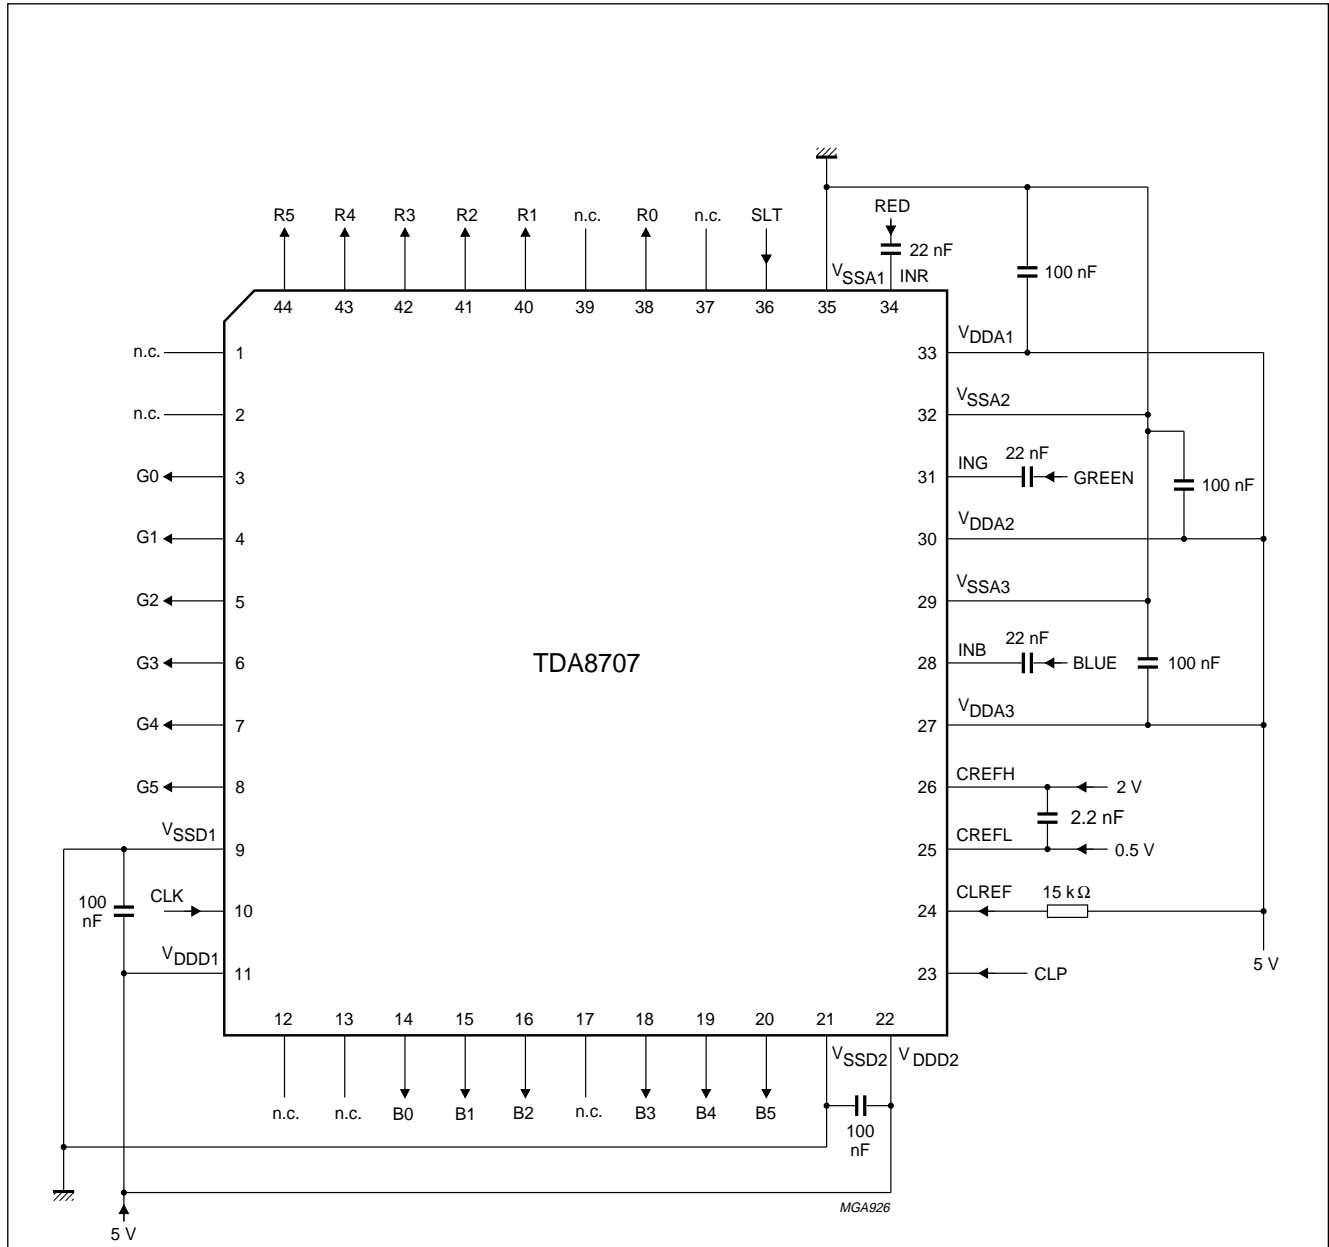 R5 R4 R3 R2 R1 n.c. R0 n.c. SLT RED
22 nF
VSSA1 INR
100 nF
44 43 42 41 40 39 38 37 36 35 34
n.c. 1
n.c. 2
G0 3
G1 4
G2 5
G3 6
G4 7
G5 8
VSSD1 9
100 nF
CLK 10
VDDD1 11
TDA8707
33 VDDA1
32 VSSA2
31 ING 22 nF GREEN
100 nF
30 VDDA2
29 VSSA3
28 INB 22 nF BLUE
100 nF
27 VDDA3
26 CREFH 2 V
2.2 nF
25 CREFL 0.5 V
24 CLREF 15 kΩ
23 CLP
5 V
12 13 14 15 16 17 18 19 20 21 22
VSSD2 VDDD2
n.c. n.c. B0 B1 B2 n.c. B3 B4 B5
100 nF
MGA926
5 V